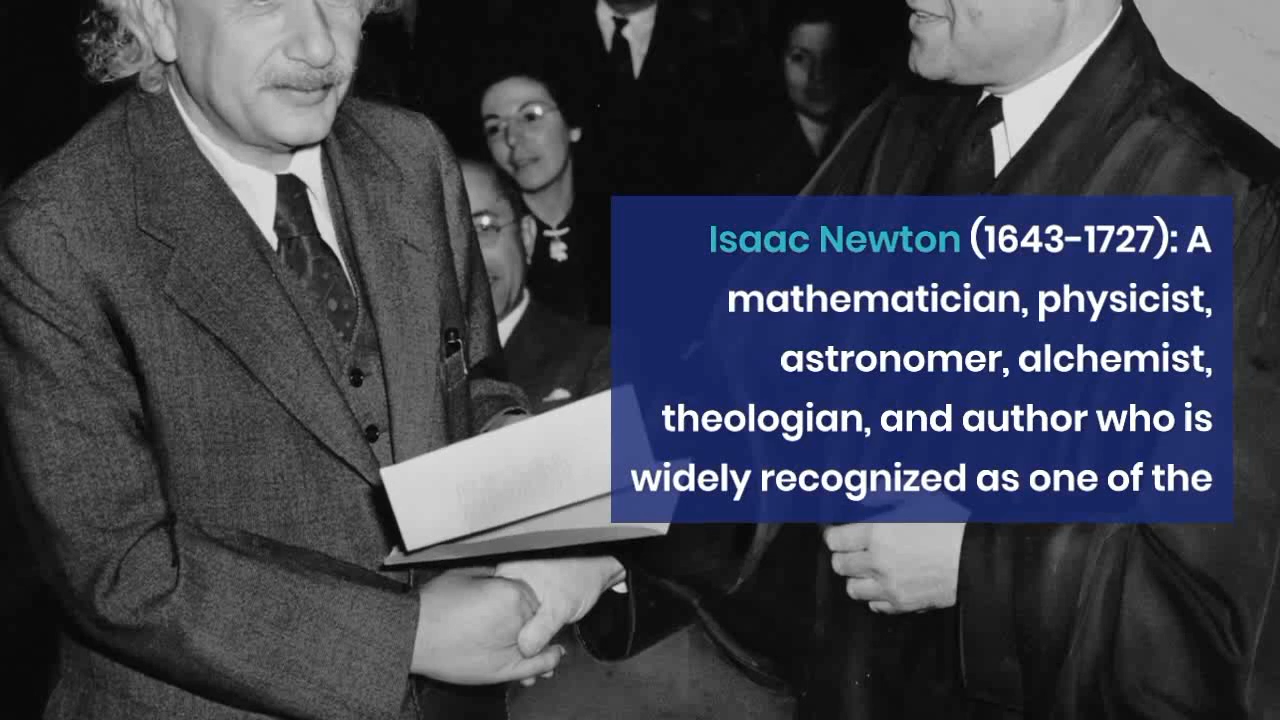 Isaac Newton (1643-1727): A
mathematician, physicist,
astronomer, alchemist,
theologian, and author who is
widely recognized as one of the